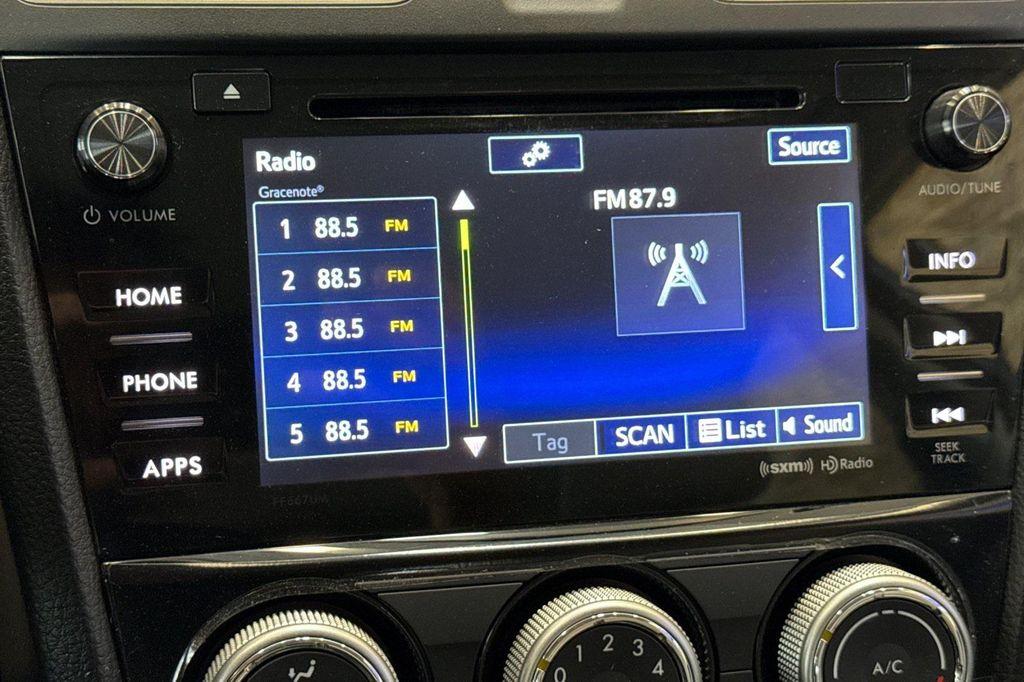 Radio
Source
Gracenote®
FM 87.9
1 88.5 FM
2 88.5 FM
3 88.5 FM
4 88.5 FM
5 88.5 FM
Tag
SCAN
List
Sound
VOLUME
HOME
PHONE
APPS
AUDIO/TUNE
INFO
SEEK
TRACK
((sxm))
HD Radio
FF667UM
0 1 2 3 4
A/C